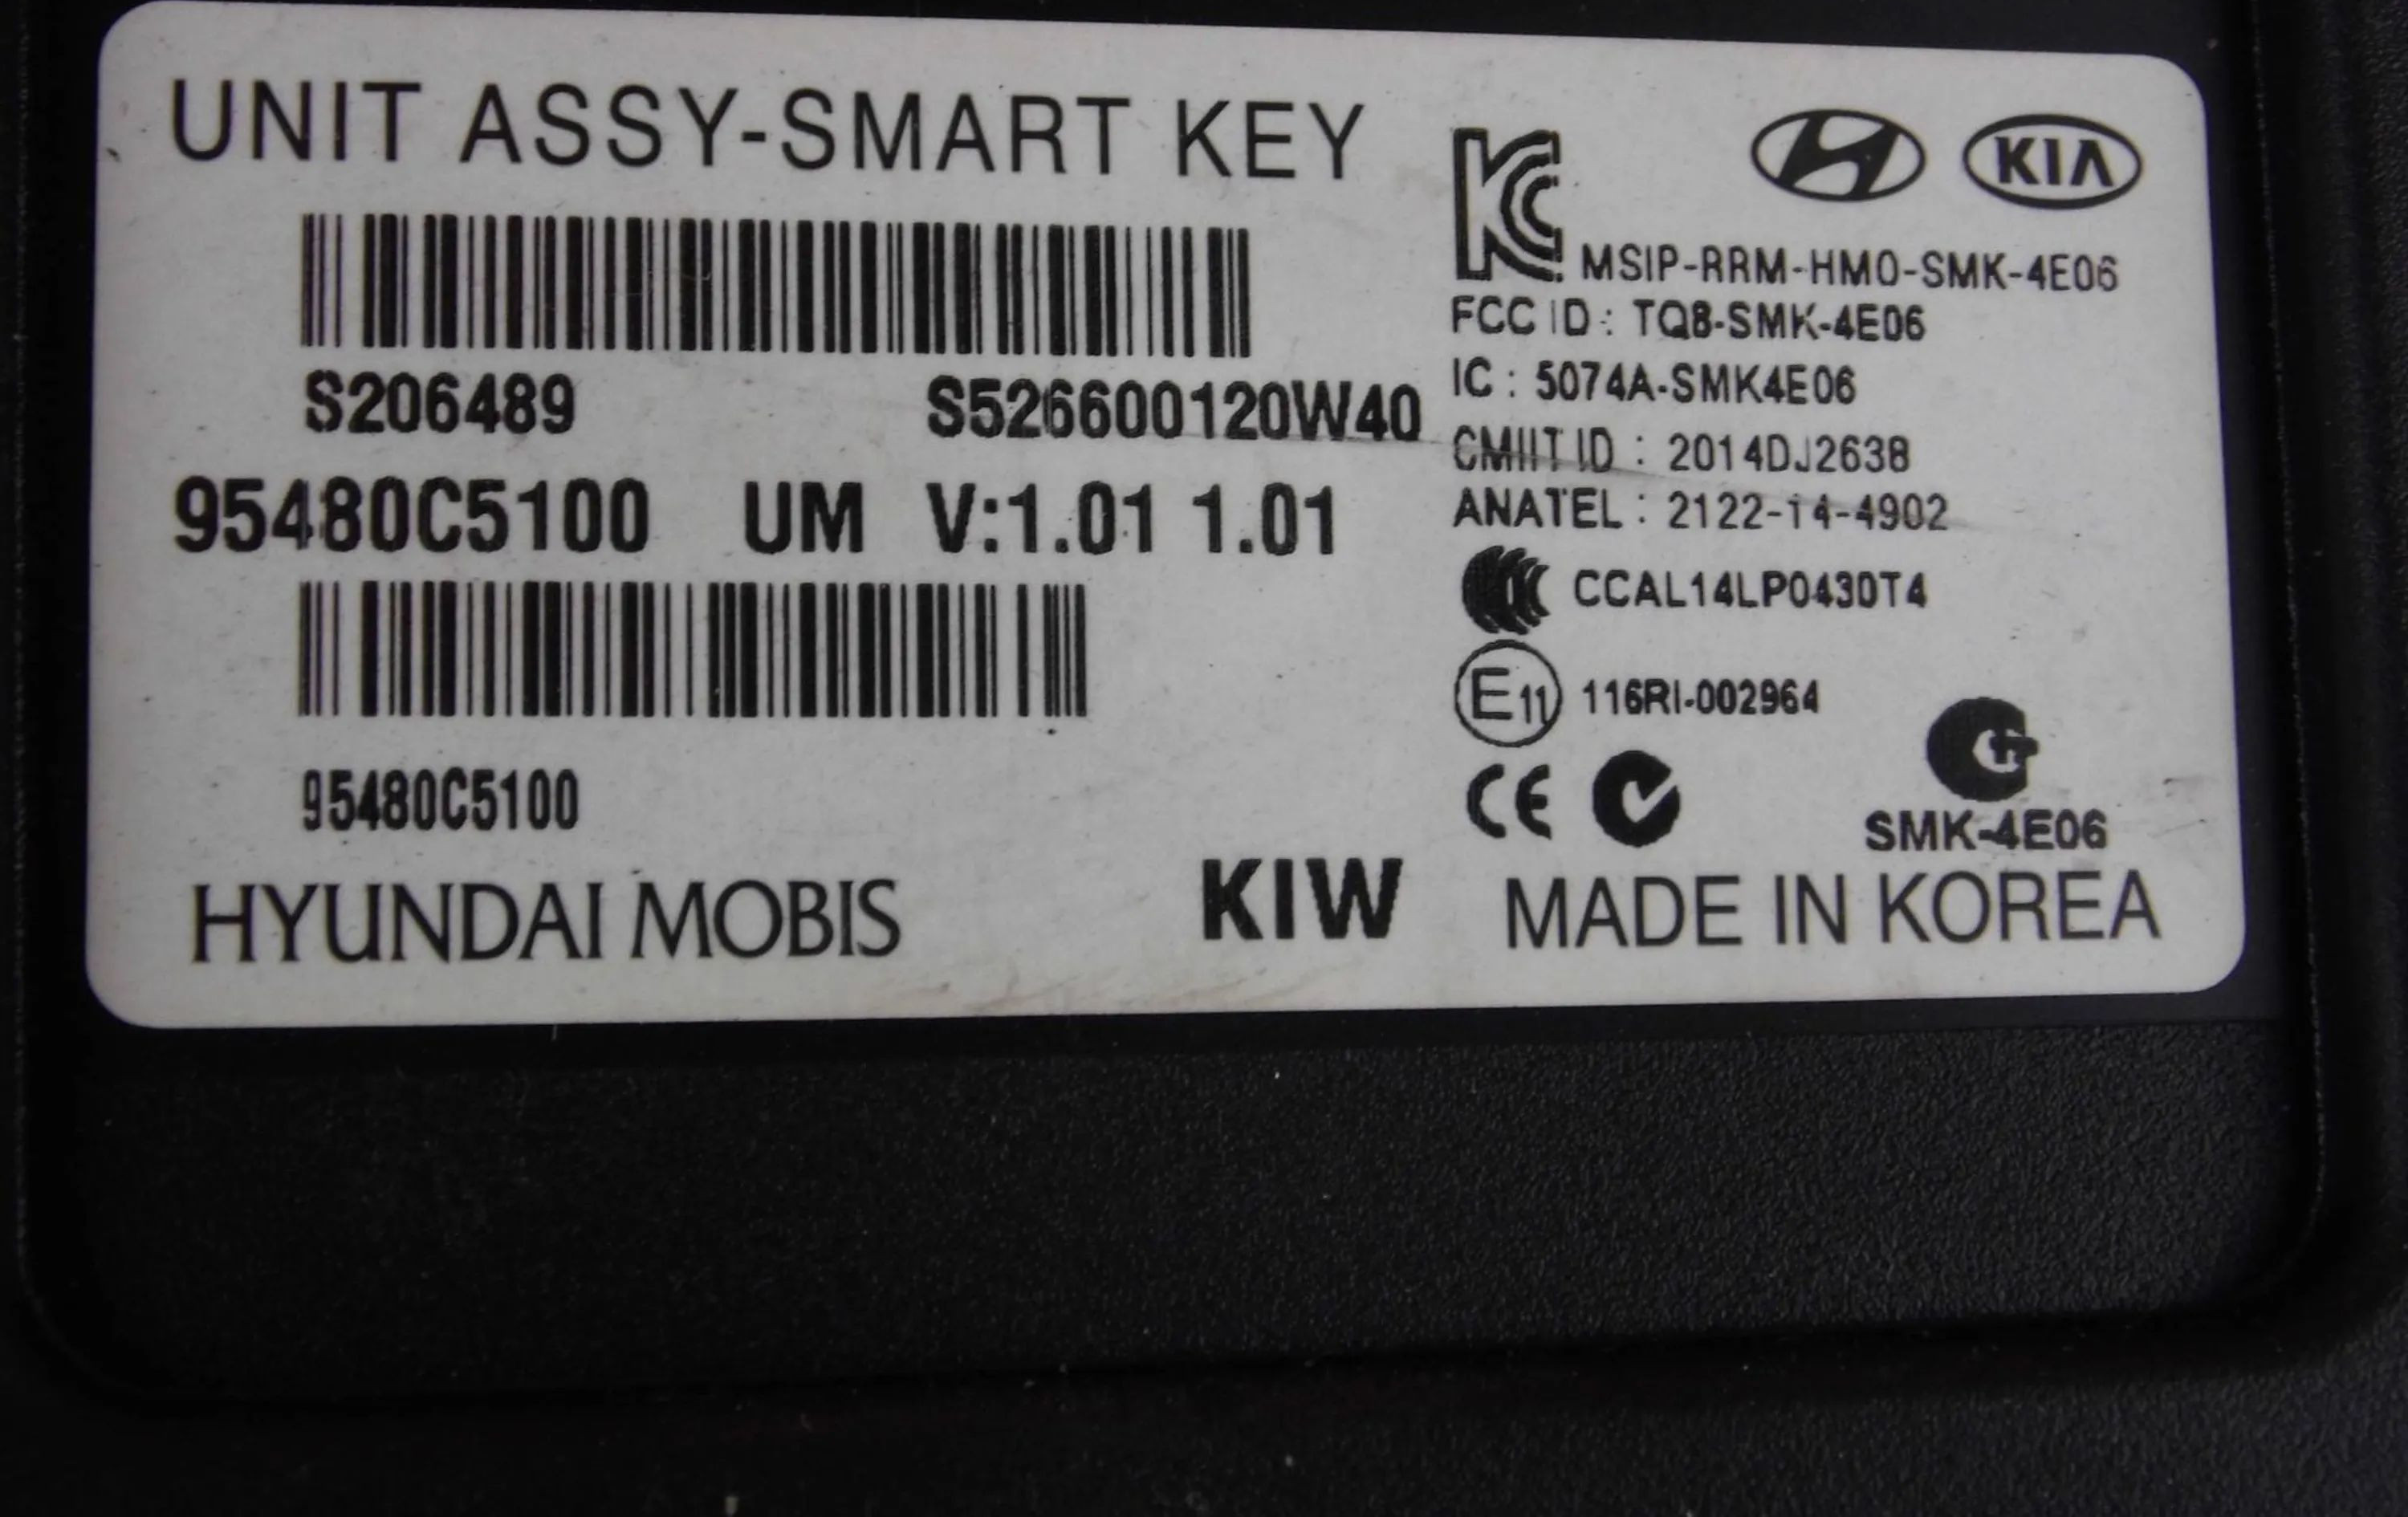 UNIT ASSY-SMART KEY
S206489 S526600120W40
95480C5100 UM V:1.01 1.01
95480C5100
HYUNDAI MOBIS
KIW
KC
KIA
MSIP-RRM-HMO-SMK-4E06
FCC ID : TQ8-SMK-4E06
IC : 5074A-SMK4E06
CMIIT ID : 2014DJ2638
ANATEL : 2122-14-4902
CCAL14LP0430T4
E11 116RI-002964
CE
SMK-4E06
MADE IN KOREA